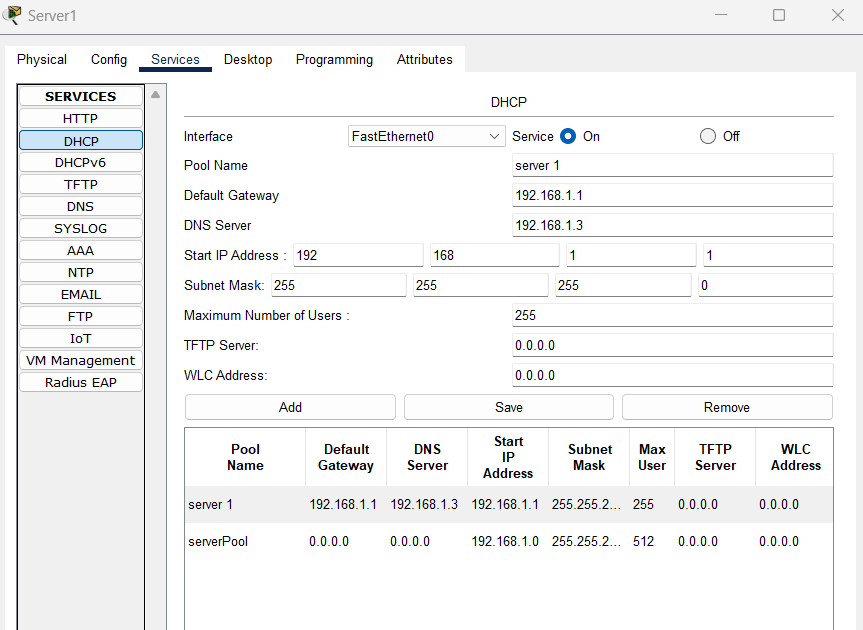 Server1
Physical Config Services Desktop Programming Attributes
SERVICES
HTTP
DHCP
DHCPv6
TFTP
DNS
SYSLOG
AAA
NTP
EMAIL
FTP
IoT
VM Management
Radius EAP
DHCP
Interface FastEthernet0 Service On Off
Pool Name server 1
Default Gateway 192.168.1.1
DNS Server 192.168.1.3
Start IP Address : 192 168 1 1
Subnet Mask: 255 255 255 0
Maximum Number of Users : 255
TFTP Server: 0.0.0.0
WLC Address: 0.0.0.0
Add Save Remove
Pool Name Default Gateway DNS Server Start IP Address Subnet Mask Max User TFTP Server WLC Address
server 1 192.168.1.1 192.168.1.3 192.168.1.1 255.255.2... 255 0.0.0.0 0.0.0.0
serverPool 0.0.0.0 0.0.0.0 192.168.1.0 255.255.2... 512 0.0.0.0 0.0.0.0